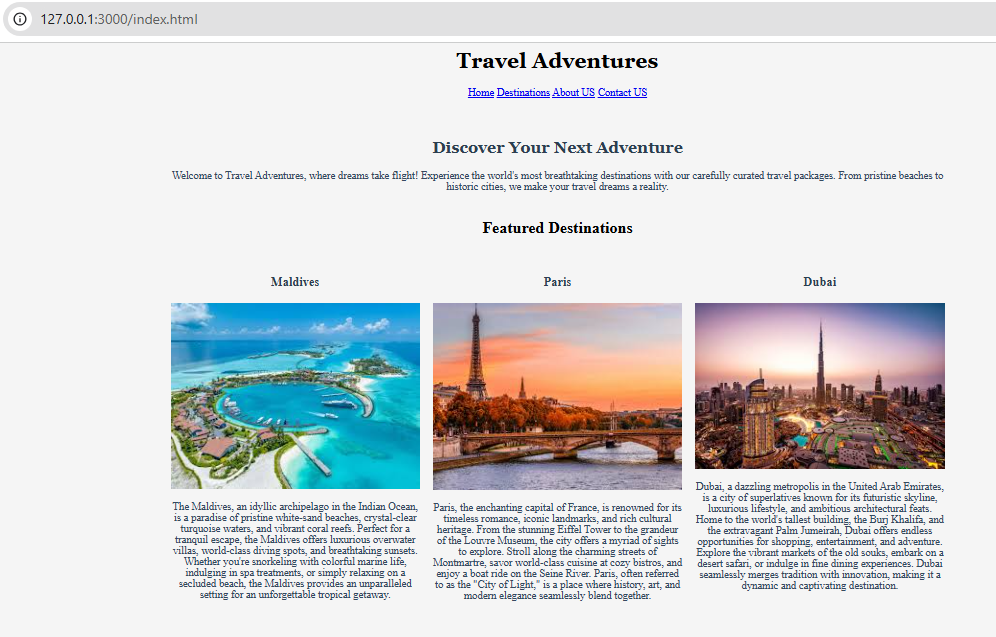 127.0.0.1:3000/index.html
Travel Adventures
Home Destinations About US Contact US
Discover Your Next Adventure
Welcome to Travel Adventures, where dreams take flight! Experience the world's most breathtaking destinations with our carefully curated travel packages. From pristine beaches to
historic cities, we make your travel dreams a reality.
Featured Destinations
Maldives
The Maldives, an idyllic archipelago in the Indian Ocean,
is a paradise of pristine white-sand beaches, crystal-clear
turquoise waters, and vibrant coral reefs. Perfect for a
tranquil escape, the Maldives offers luxurious overwater
villas, world-class diving spots, and breathtaking sunsets.
Whether you're snorkeling with colorful marine life,
indulging in spa treatments, or simply relaxing on a
secluded beach, the Maldives provides an unparalleled
setting for an unforgettable tropical getaway.
Paris
Paris, the enchanting capital of France, is renowned for its
timeless romance, iconic landmarks, and rich cultural
heritage. From the stunning Eiffel Tower to the grandeur
of the Louvre Museum, the city offers a myriad of sights
to explore. Stroll along the charming streets of
Montmartre, savor world-class cuisine at cozy bistros, and
enjoy a boat ride on the Seine River. Paris, often referred
to as the "City of Light," is a place where history, art, and
modern elegance seamlessly blend together.
Dubai
Dubai, a dazzling metropolis in the United Arab Emirates,
is a city of superlatives known for its futuristic skyline,
luxurious lifestyle, and ambitious architectural feats.
Home to the world's tallest building, the Burj Khalifa, and
the extravagant Palm Jumeirah, Dubai offers endless
opportunities for shopping, entertainment, and adventure.
Explore the vibrant markets of the old souks, embark on a
desert safari, or indulge in fine dining experiences. Dubai
seamlessly merges tradition with innovation, making it a
dynamic and captivating destination.